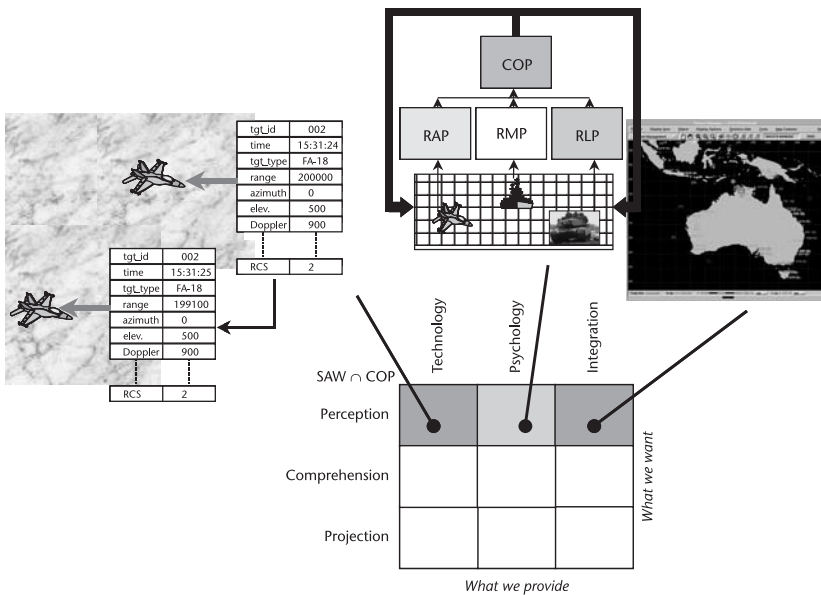 COP
RAP RMP RLP
tgt_id 002
time 15:31:24
tgt_type FA-18
range 200000
azimuth 0
elev. 500
Doppler 900
RCS 2
tgt_id 002
time 15:31:25
tgt_type FA-18
range 199100
azimuth 0
elev. 500
Doppler 900
RCS 2
Technology
Psychology
Integration
SAW ∩ COP
Perception
Comprehension
Projection
What we want
What we provide